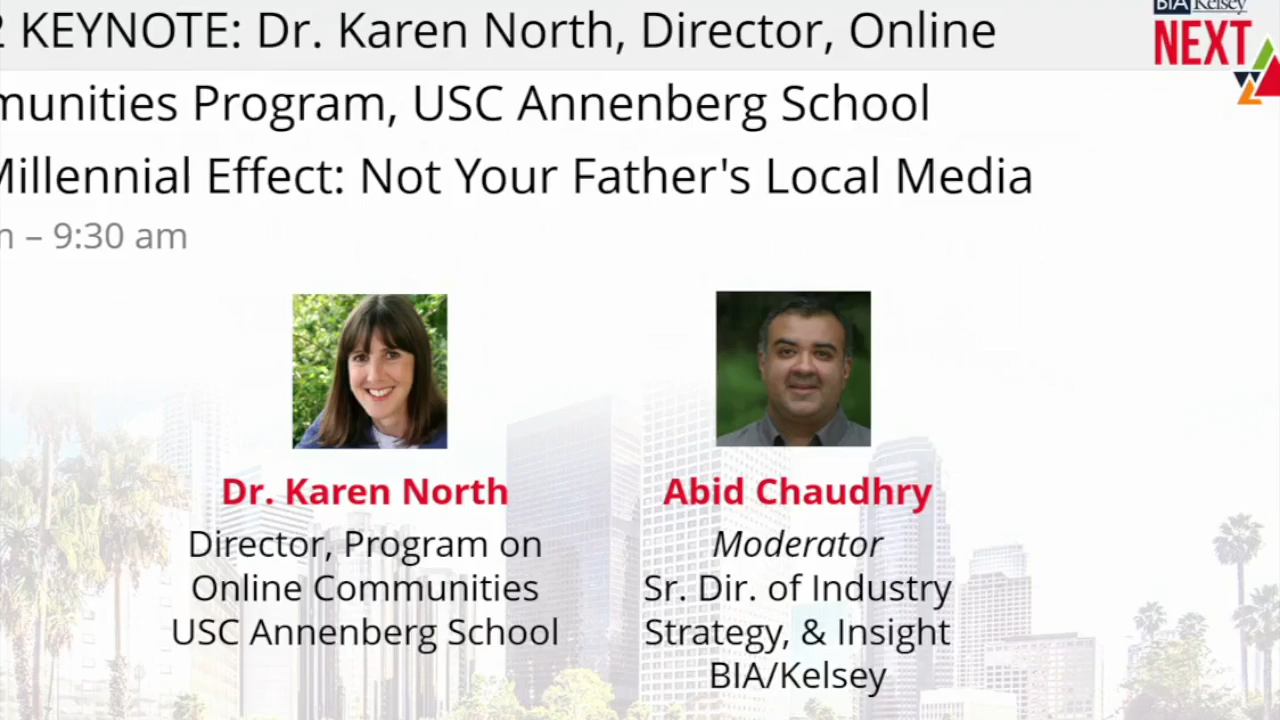 2 KEYNOTE: Dr. Karen North, Director, Online
BIA Kelsey
NEXT
munities Program, USC Annenberg School
Millennial Effect: Not Your Father's Local Media
– 9:30 am
Dr. Karen North
Director, Program on
Online Communities
USC Annenberg School
Abid Chaudhry
Moderator
Sr. Dir. of Industry
Strategy, & Insight
BIA/Kelsey